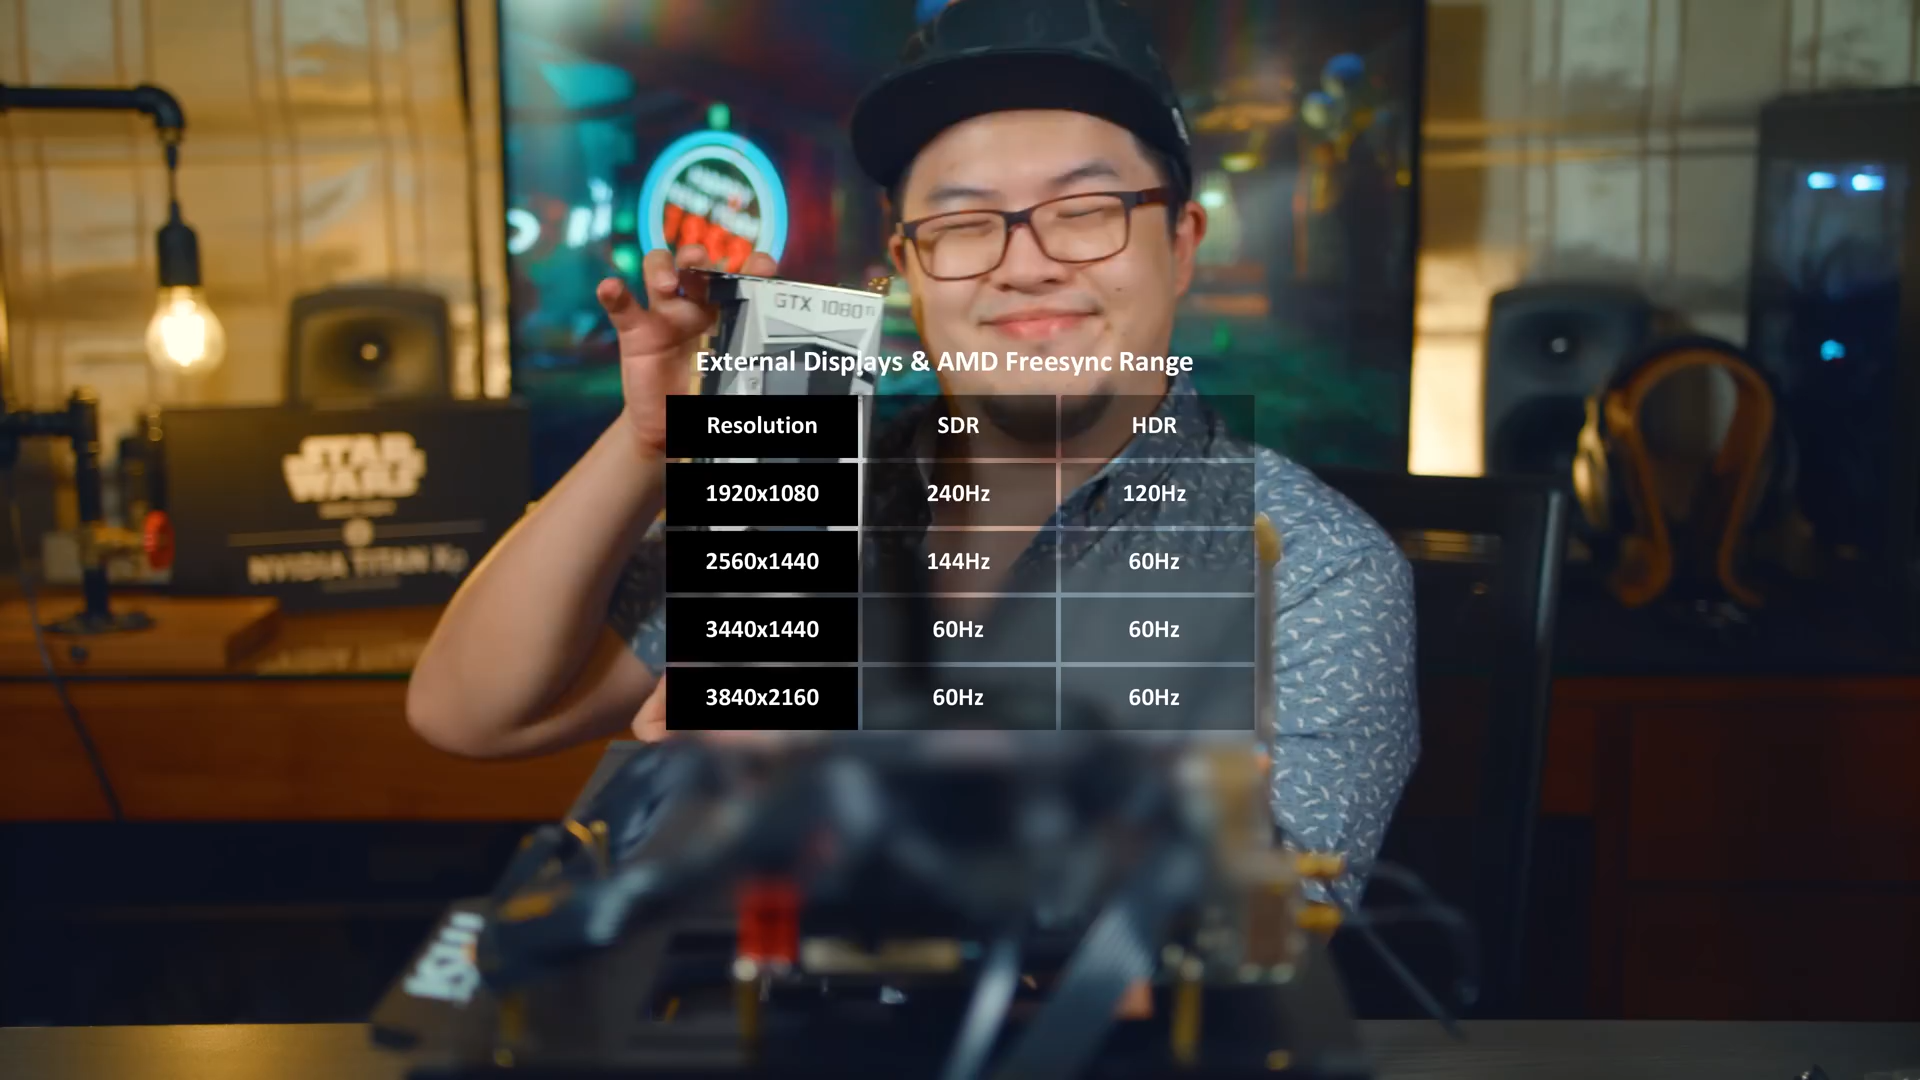 GTX 1080 Ti
External Displays & AMD Freesync Range
Resolution SDR HDR
1920x1080 240Hz 120Hz
2560x1440 144Hz 60Hz
3440x1440 60Hz 60Hz
3840x2160 60Hz 60Hz
STAR
WARS
NVIDIA TITAN Xp